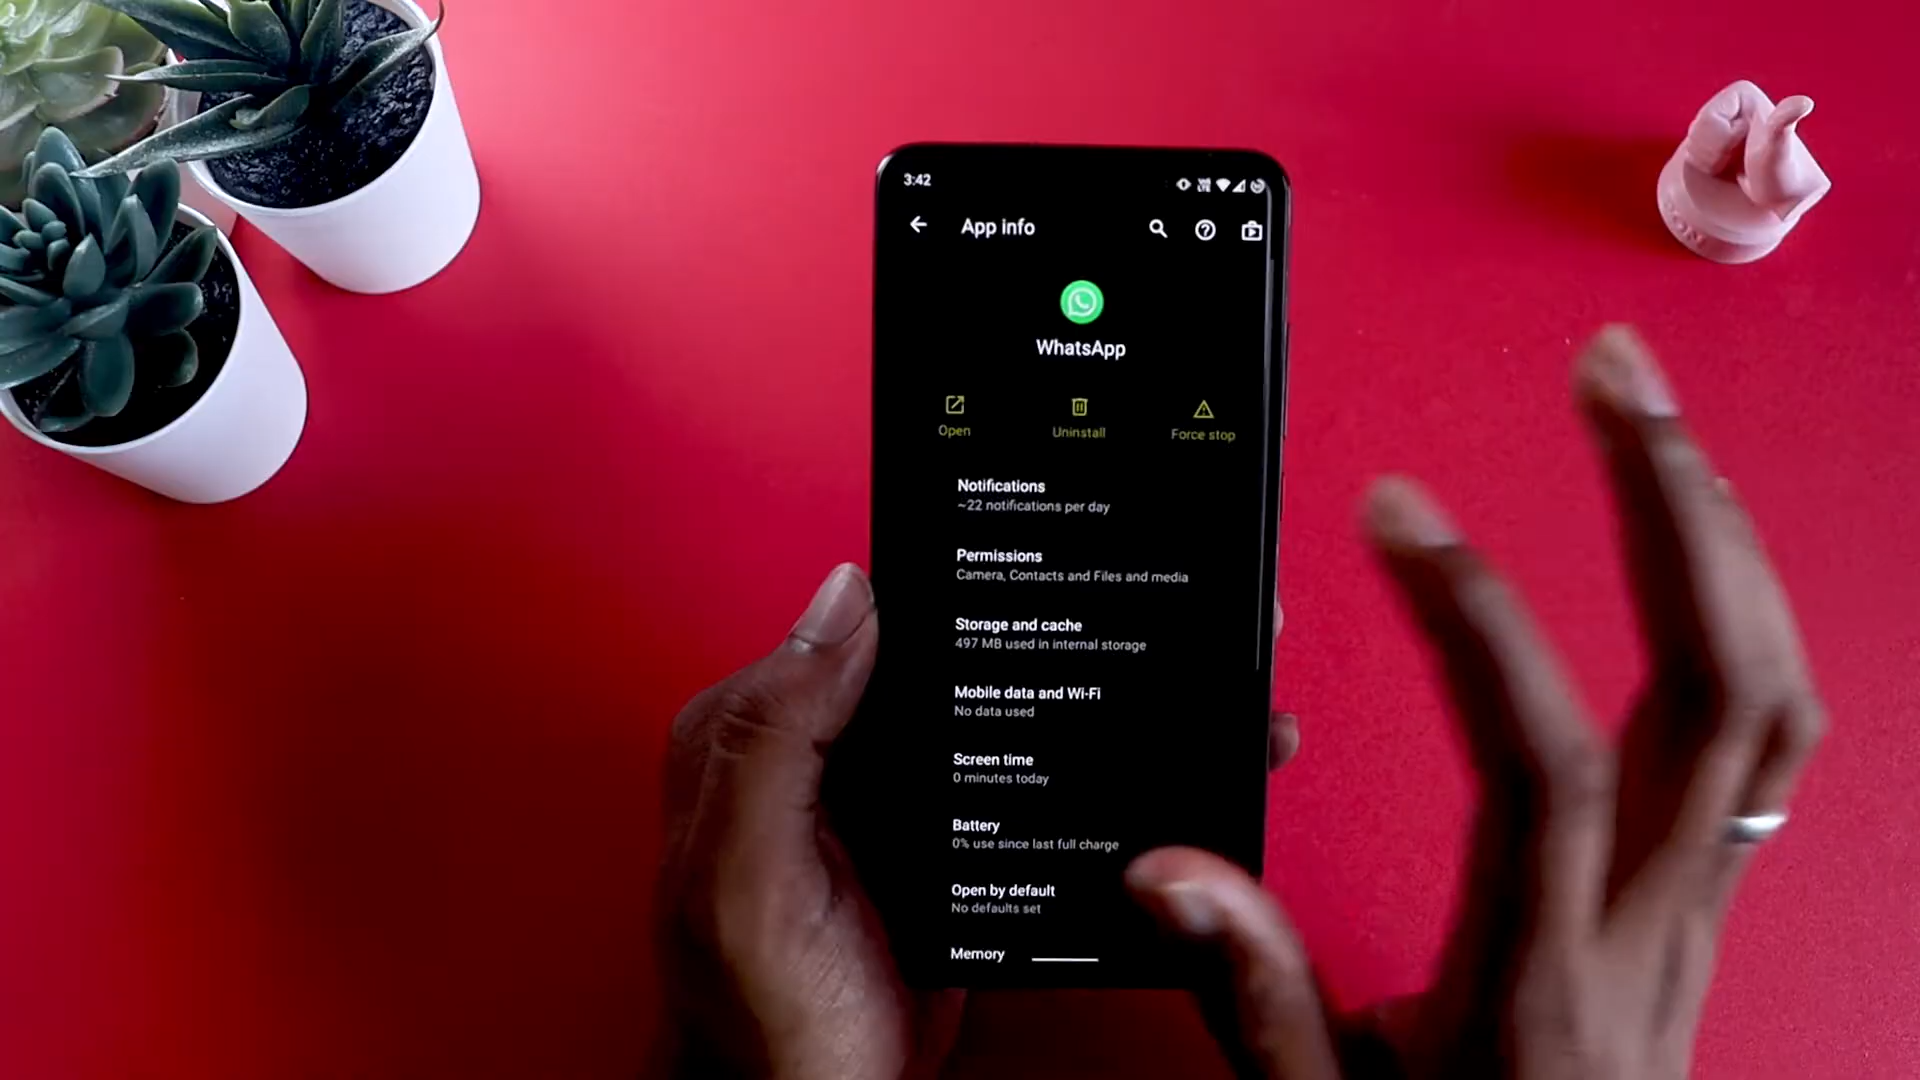 3:42
App info
WhatsApp
Open
Uninstall
Force stop
Notifications
~22 notifications per day
Permissions
Camera, Contacts and Files and media
Storage and cache
497 MB used in internal storage
Mobile data and Wi-Fi
No data used
Screen time
0 minutes today
Battery
0% use since last full charge
Open by default
No defaults set
Memory